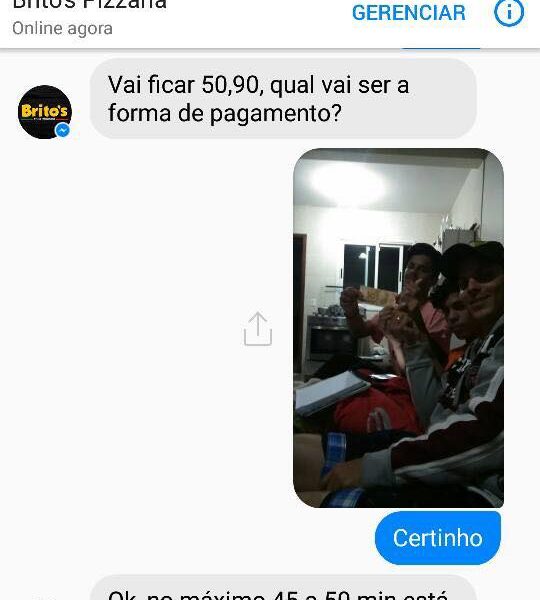 Brito's Pizzaria
Online agora
GERENCIAR
Vai ficar 50,90, qual vai ser a
forma de pagamento?
Brito's
Certinho
Ok, no máximo 45 a 50 min está